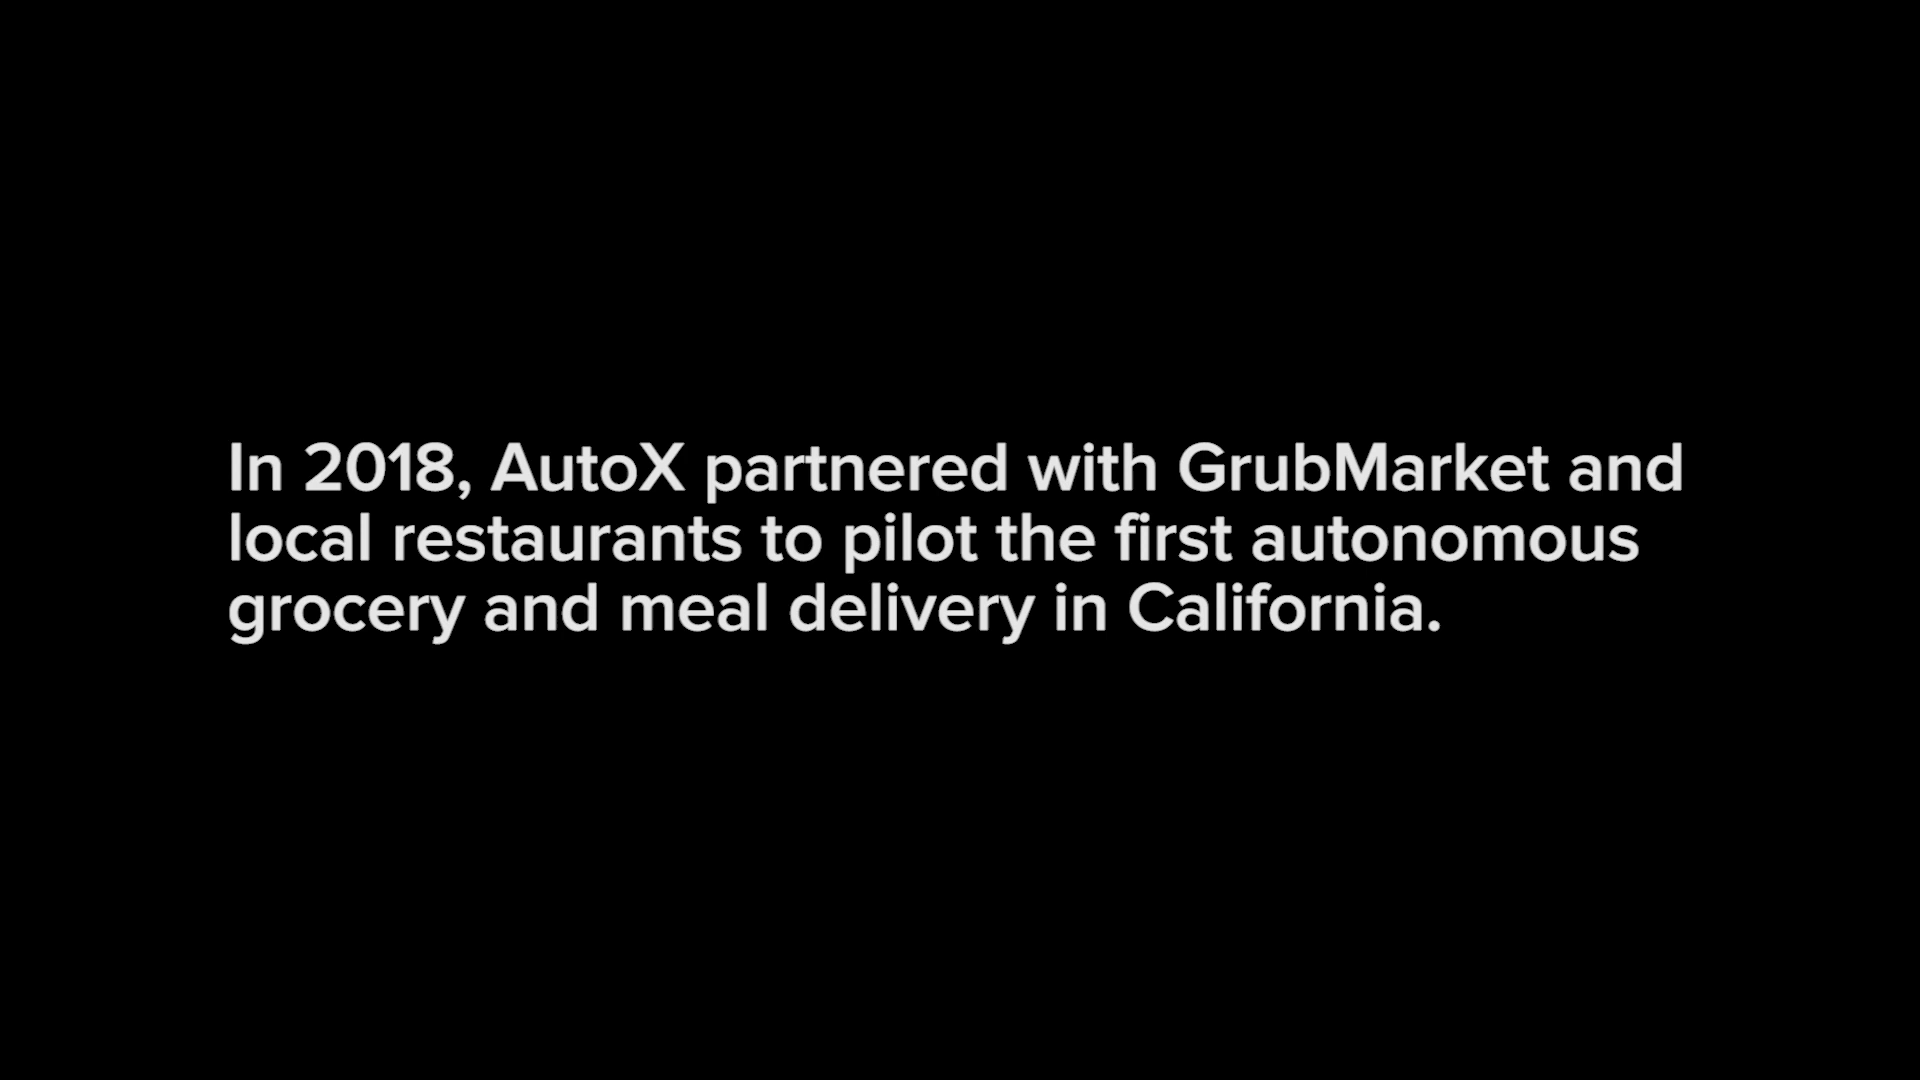 In 2018, AutoX partnered with GrubMarket and
local restaurants to pilot the first autonomous
grocery and meal delivery in California.